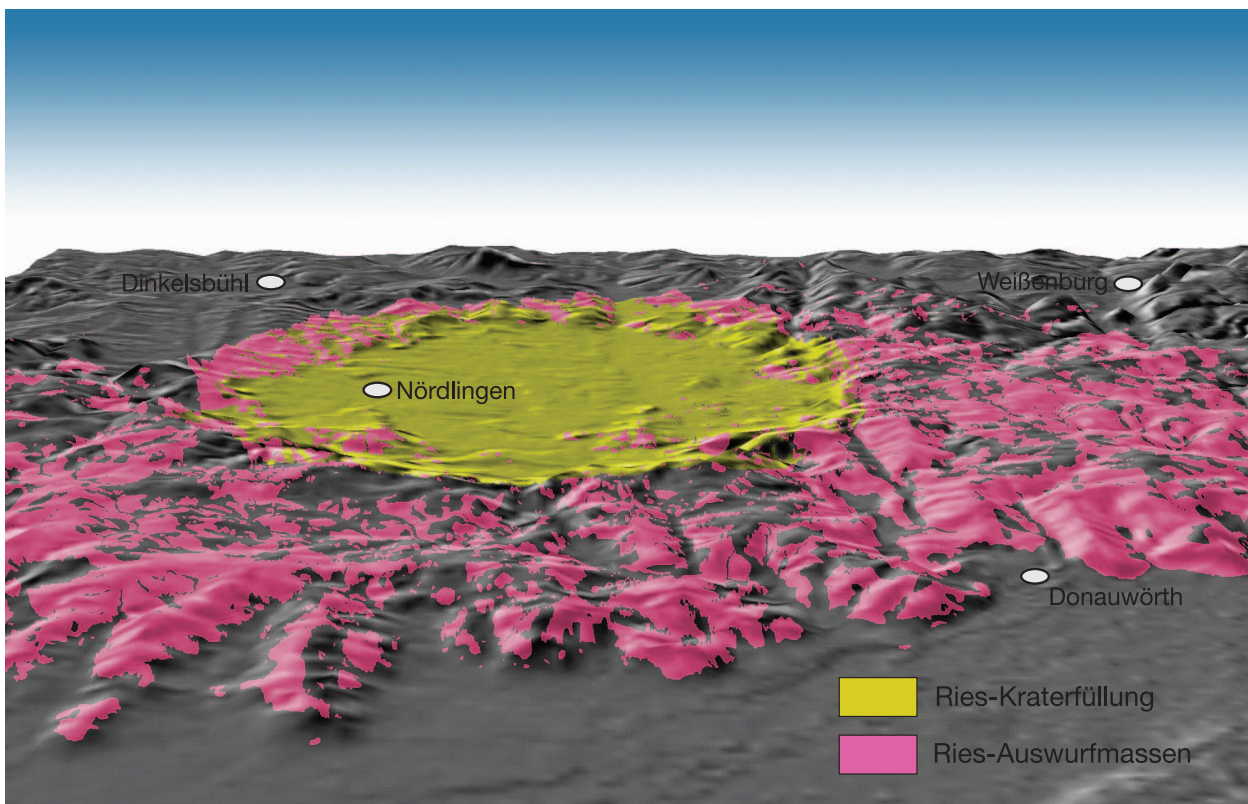 Dinkelsbühl
Weißenburg
Nördlingen
Donauwörth
Ries-Kraterfüllung
Ries-Auswurfmassen